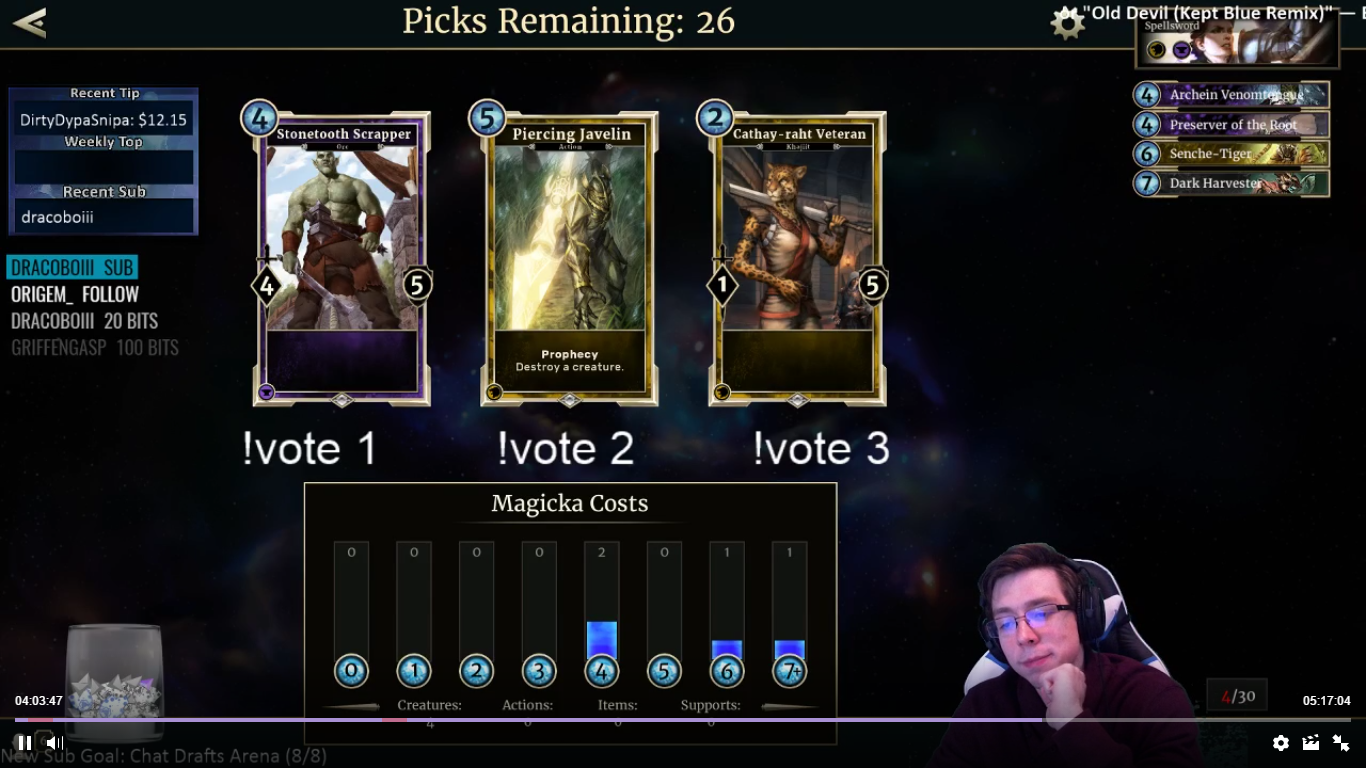 Picks Remaining: 26
or "Old Devil (Kept Blue Remix)" —
Spellsword
4 Archein Venomtongue
4 Preserver of the Root
6 Senche-Tiger
7 Dark Harvester
Recent Tip
DirtyDypaSnipa: $12.15
Weekly Top
Recent Sub
dracoboiii
DRACOBOIII SUB
ORIGEM_ FOLLOW
DRACOBOIII 20 BITS
GRIFFENGASP 100 BITS
4
Stonetooth Scrapper
Orc
4 5
5
Piercing Javelin
Action
Prophecy
Destroy a creature.
2
Cathay-raht Veteran
Khajiit
1 5
!vote 1 !vote 2 !vote 3
Magicka Costs
0 0 0 0 2 0 1 1
0 1 2 3 4 5 6 7+
Creatures: Actions: Items: Supports:
4 0 0 0
4/30
04:03:47
05:17:04
New Sub Goal: Chat Drafts Arena (8/8)